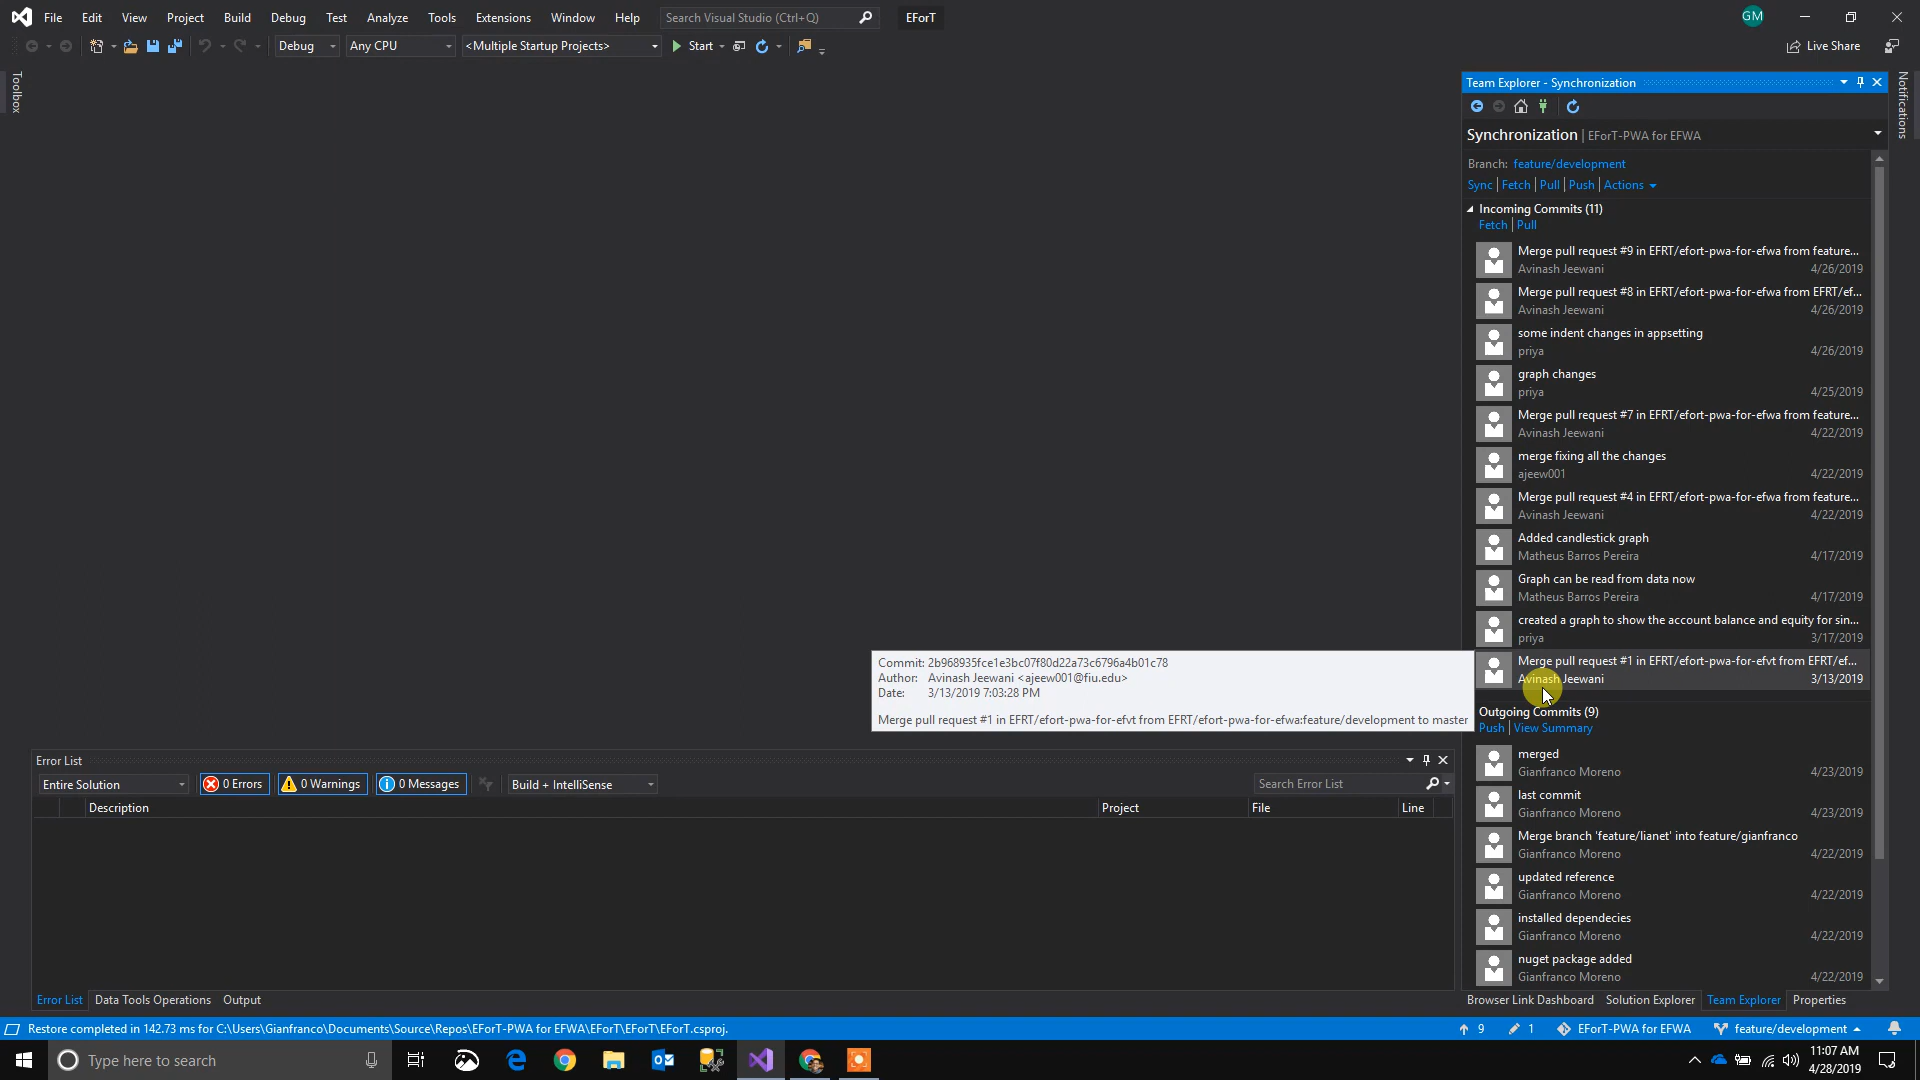 File Edit View Project Build Debug Test Analyze Tools Extensions Window Help Search Visual Studio (Ctrl+Q) EForT GM
Debug Any CPU <Multiple Startup Projects> Start Live Share
Toolbox
Notifications
Team Explorer - Synchronization
Synchronization | EForT-PWA for EFWA
Branch: feature/development
Sync | Fetch | Pull | Push | Actions
Incoming Commits (11)
Fetch | Pull
Merge pull request #9 in EFRT/efort-pwa-for-efwa from feature...
Avinash Jeewani 4/26/2019
Merge pull request #8 in EFRT/efort-pwa-for-efwa from EFRT/ef...
Avinash Jeewani 4/26/2019
some indent changes in appsetting
priya 4/26/2019
graph changes
priya 4/25/2019
Merge pull request #7 in EFRT/efort-pwa-for-efwa from feature...
Avinash Jeewani 4/22/2019
merge fixing all the changes
ajeew001 4/22/2019
Merge pull request #4 in EFRT/efort-pwa-for-efwa from feature...
Avinash Jeewani 4/22/2019
Added candlestick graph
Matheus Barros Pereira 4/17/2019
Graph can be read from data now
Matheus Barros Pereira 4/17/2019
created a graph to show the account balance and equity for sin...
priya 3/17/2019
Merge pull request #1 in EFRT/efort-pwa-for-efvt from EFRT/ef...
Avinash Jeewani 3/13/2019
Commit: 2b968935fce1e3bc07f80d22a73c6796a4b01c78
Author: Avinash Jeewani <ajeew001@fiu.edu>
Date: 3/13/2019 7:03:28 PM
Merge pull request #1 in EFRT/efort-pwa-for-efvt from EFRT/efort-pwa-for-efwa:feature/development to master
Outgoing Commits (9)
Push | View Summary
merged
Gianfranco Moreno 4/23/2019
last commit
Gianfranco Moreno 4/23/2019
Merge branch 'feature/lianet' into feature/gianfranco
Gianfranco Moreno 4/22/2019
updated reference
Gianfranco Moreno 4/22/2019
installed dependecies
Gianfranco Moreno 4/22/2019
nuget package added
Gianfranco Moreno 4/22/2019
Browser Link Dashboard Solution Explorer Team Explorer Properties
Error List
Entire Solution 0 Errors 0 Warnings 0 Messages Build + IntelliSense Search Error List
Description Project File Line
Error List Data Tools Operations Output
Restore completed in 142.73 ms for C:\Users\Gianfranco\Documents\Source\Repos\EForT-PWA for EFWA\EForT\EForT\EForT.csproj. 9 1 EForT-PWA for EFWA feature/development
Type here to search 11:07 AM
4/28/2019